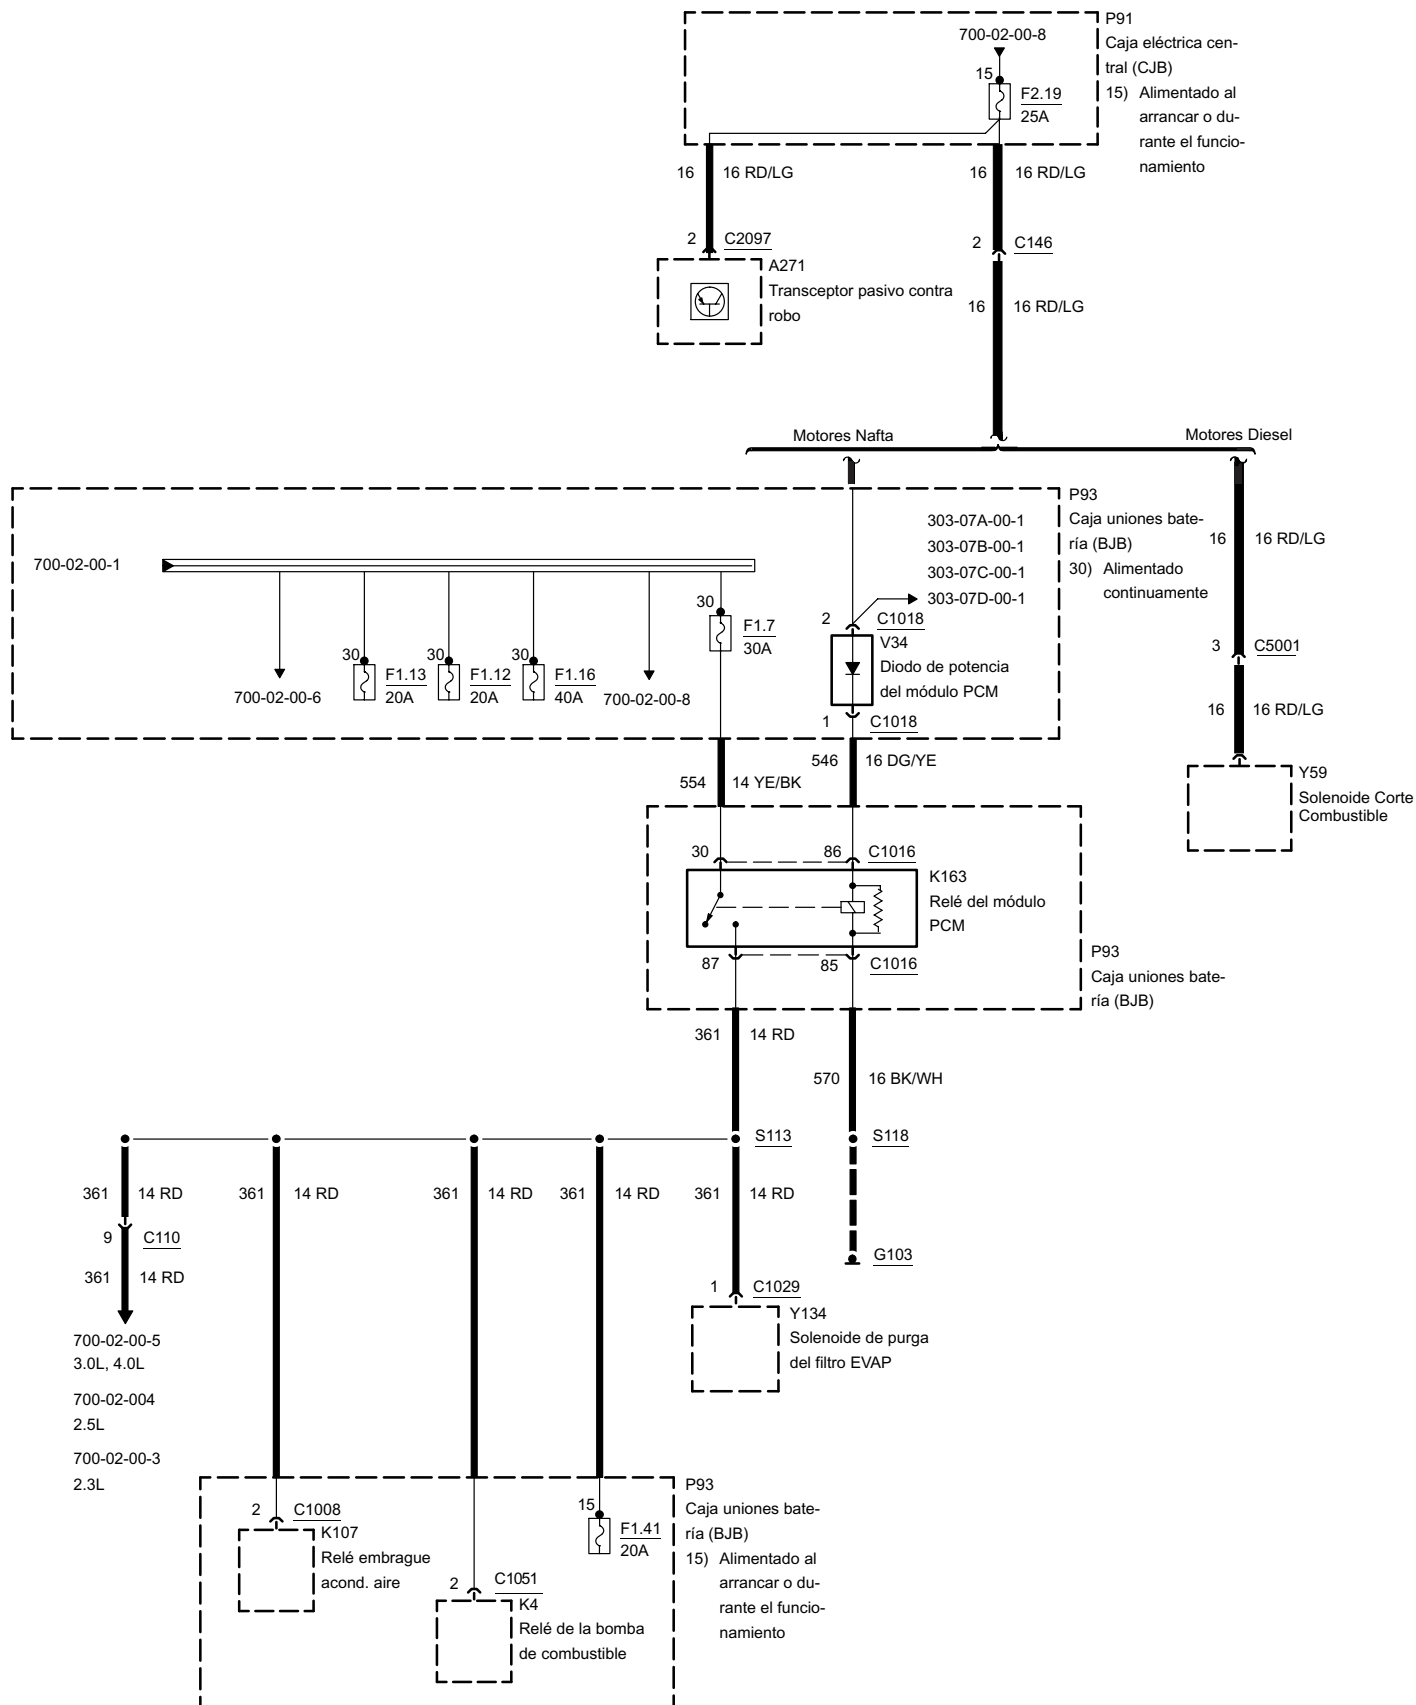 P91
Caja eléctrica cen-
tral (CJB)
15) Alimentado al
arrancar o du-
rante el funcio-
namiento
700-02-00-8
15
F2.19
25A
16
16 RD/LG
16
16 RD/LG
2
C2097
2
C146
A271
Transceptor pasivo contra
robo
16
16 RD/LG
Motores Nafta
Motores Diesel
P93
Caja uniones bate-
ría (BJB)
30) Alimentado
continuamente
303-07A-00-1
303-07B-00-1
303-07C-00-1
303-07D-00-1
16
16 RD/LG
700-02-00-1
30
F1.7
30A
2
C1018
V34
Diodo de potencia
del módulo PCM
1
C1018
3
C5001
30
F1.13
20A
30
F1.12
20A
30
F1.16
40A
700-02-00-6
700-02-00-8
16
16 RD/LG
554
14 YE/BK
546
16 DG/YE
Y59
Solenoide Corte
Combustible
30
86
C1016
K163
Relé del módulo
PCM
87
85
C1016
P93
Caja uniones bate-
ría (BJB)
361
14 RD
570
16 BK/WH
S113
S118
361
14 RD
361
14 RD
361
14 RD
361
14 RD
361
14 RD
9
C110
G103
361
14 RD
1
C1029
Y134
Solenoide de purga
del filtro EVAP
700-02-00-5
3.0L, 4.0L
700-02-004
2.5L
700-02-00-3
2.3L
P93
Caja uniones bate-
ría (BJB)
15) Alimentado al
arrancar o du-
rante el funcio-
namiento
2
C1008
K107
Relé embrague
acond. aire
15
F1.41
20A
2
C1051
K4
Relé de la bomba
de combustible